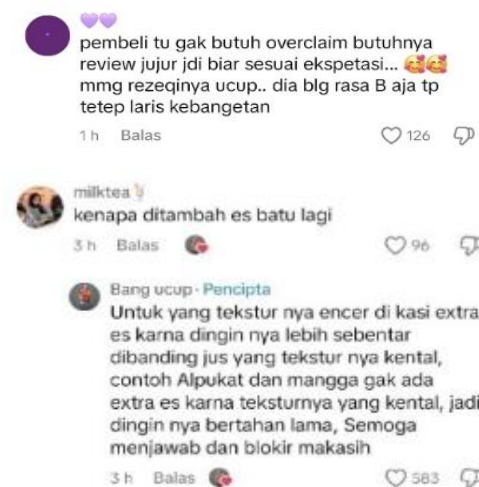 💜💜
pembeli tu gak butuh overclaim butuhnya
review jujur jdi biar sesuai ekspetasi... 🥰🥰
mmg rezeqinya ucup.. dia blg rasa B aja tp
tetep laris kebangetan
1 h Balas 126
milktea🧋
kenapa ditambah es batu lagi
3 h Balas 96
Bang ucup · Pencipta
Untuk yang tekstur nya encer di kasi extra
es karna dingin nya lebih sebentar
dibanding jus yang tekstur nya kental,
contoh Alpukat dan mangga gak ada
extra es karna teksturnya yang kental, jadi
dingin nya bertahan lama, Semoga
menjawab dan blokir makasih
3 h Balas 583